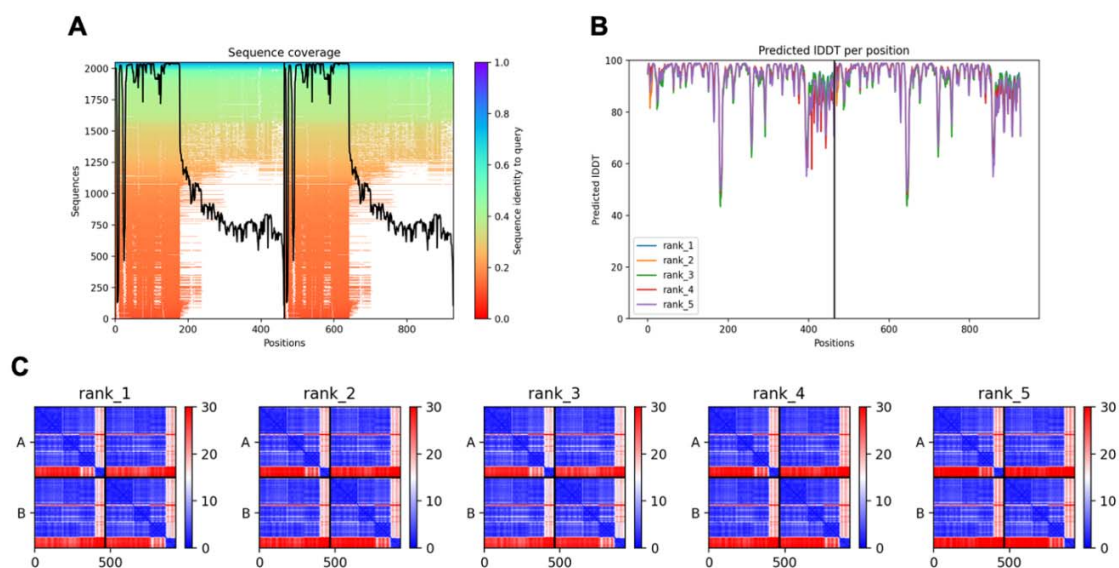 A
Sequence coverage
2000
1750
1500
1250
1000
750
500
250
0
Sequences
0
200
400
600
800
Positions
1.0
0.8
0.6
0.4
0.2
0.0
Sequence identity to query
B
Predicted lDDT per position
100
80
60
40
20
0
Predicted lDDT
rank_1
rank_2
rank_3
rank_4
rank_5
0
200
400
600
800
Positions
C
rank_1
A
B
0
500
30
20
10
0
rank_2
A
B
0
500
30
20
10
0
rank_3
A
B
0
500
30
20
10
0
rank_4
A
B
0
500
30
20
10
0
rank_5
A
B
0
500
30
20
10
0